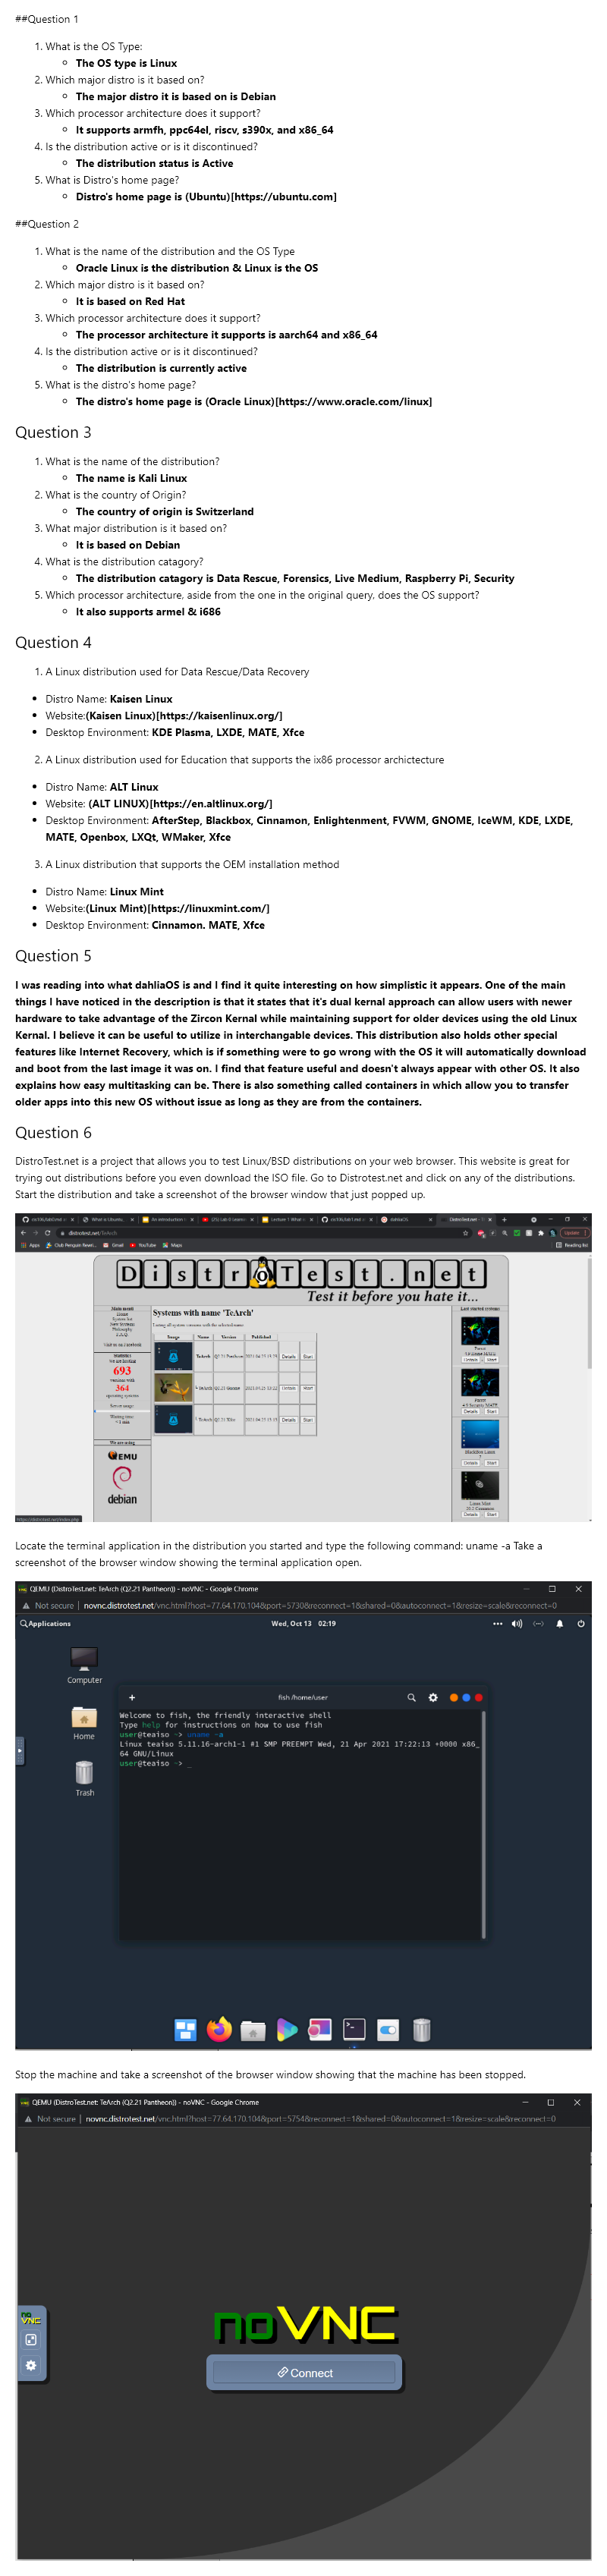 ##Question 1
1. What is the OS Type:
The OS type is Linux
2. Which major distro is it based on?
The major distro it is based on is Debian
3. Which processor architecture does it support?
It supports armfh, ppc64el, riscv, s390x, and x86_64
4. Is the distribution active or is it discontinued?
The distribution status is Active
5. What is Distro's home page?
Distro's home page is (Ubuntu)[https://ubuntu.com]
##Question 2
1. What is the name of the distribution and the OS Type
Oracle Linux is the distribution & Linux is the OS
2. Which major distro is it based on?
It is based on Red Hat
3. Which processor architecture does it support?
The processor architecture it supports is aarch64 and x86_64
4. Is the distribution active or is it discontinued?
The distribution is currently active
5. What is the distro's home page?
The distro's home page is (Oracle Linux)[https://www.oracle.com/linux]
Question 3
1. What is the name of the distribution?
The name is Kali Linux
2. What is the country of Origin?
The country of origin is Switzerland
3. What major distribution is it based on?
It is based on Debian
4. What is the distribution catagory?
The distribution catagory is Data Rescue, Forensics, Live Medium, Raspberry Pi, Security
5. Which processor architecture, aside from the one in the original query, does the OS support?
It also supports armel & i686
Question 4
1. A Linux distribution used for Data Rescue/Data Recovery
Distro Name: Kaisen Linux
Website:(Kaisen Linux)[https://kaisenlinux.org/]
Desktop Environment: KDE Plasma, LXDE, MATE, Xfce
2. A Linux distribution used for Education that supports the ix86 processor archictecture
Distro Name: ALT Linux
Website: (ALT LINUX)[https://en.altlinux.org/]
Desktop Environment: AfterStep, Blackbox, Cinnamon, Enlightenment, FVWM, GNOME, IceWM, KDE, LXDE,
MATE, Openbox, LXQt, WMaker, Xfce
3. A Linux distribution that supports the OEM installation method
Distro Name: Linux Mint
Website:(Linux Mint)[https://linuxmint.com/]
Desktop Environment: Cinnamon. MATE, Xfce
Question 5
I was reading into what dahliaOS is and I find it quite interesting on how simplistic it appears. One of the main
things I have noticed in the description is that it states that it's dual kernal approach can allow users with newer
hardware to take advantage of the Zircon Kernal while maintaining support for older devices using the old Linux
Kernal. I believe it can be useful to utilize in interchangable devices. This distribution also holds other special
features like Internet Recovery, which is if something were to go wrong with the OS it will automatically download
and boot from the last image it was on. I find that feature useful and doesn't always appear with other OS. It also
explains how easy multitasking can be. There is also something called containers in which allow you to transfer
older apps into this new OS without issue as long as they are from the containers.
Question 6
DistroTest.net is a project that allows you to test Linux/BSD distributions on your web browser. This website is great for
trying out distributions before you even download the ISO file. Go to Distrotest.net and click on any of the distributions.
Start the distribution and take a screenshot of the browser window that just popped up.
DistroTest.net
Test it before you hate it...
Systems with name 'TeArch'
693
364
QEMU
debian
Details Start
Locate the terminal application in the distribution you started and type the following command: uname -a Take a
screenshot of the browser window showing the terminal application open.
QEMU (DistroTest.net: TeArch (Q2.21 Pantheon)) - noVNC - Google Chrome
Not secure | novnc.distrotest.net/vnc.html?host=77.64.170.104&port=5730&reconnect=1&shared=0&autoconnect=1&resize=scale&reconnect=0
Applications
Wed, Oct 13 02:19
Computer
Home
Trash
fish /home/user
Welcome to fish, the friendly interactive shell
Type help for instructions on how to use fish
user@teaiso ~> uname -a
Linux teaiso 5.11.16-arch1-1 #1 SMP PREEMPT Wed, 21 Apr 2021 17:22:13 +0000 x86_
64 GNU/Linux
user@teaiso ~> _
Stop the machine and take a screenshot of the browser window showing that the machine has been stopped.
QEMU (DistroTest.net: TeArch (Q2.21 Pantheon)) - noVNC - Google Chrome
Not secure | novnc.distrotest.net/vnc.html?host=77.64.170.104&port=5754&reconnect=1&shared=0&autoconnect=1&resize=scale&reconnect=0
no VNC
noVNC
Connect